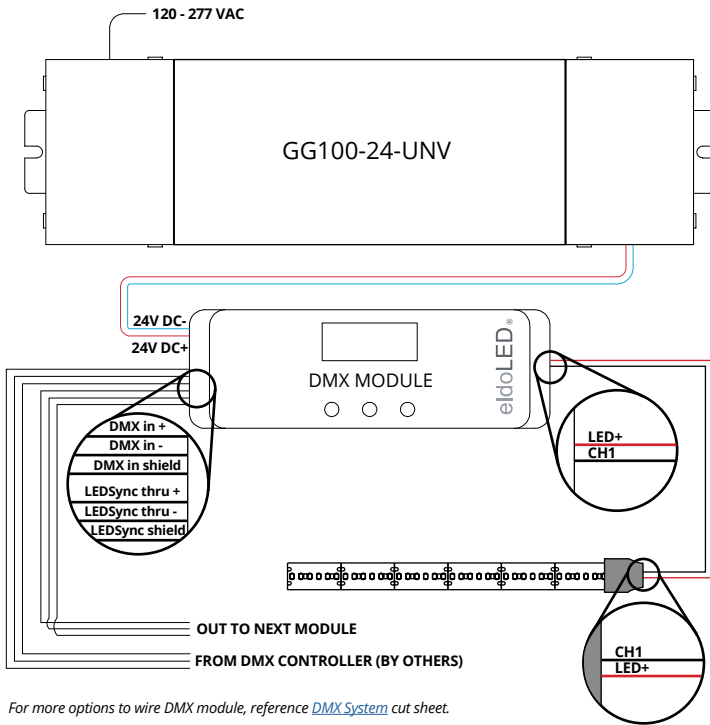 120 - 277 VAC
GG100-24-UNV
24V DC-
24V DC+
DMX MODULE
eldoLED®
DMX in +
DMX in -
DMX in shield
LEDSync thru +
LEDSync thru -
LEDSync shield
LED+
CH1
OUT TO NEXT MODULE
FROM DMX CONTROLLER (BY OTHERS)
CH1
LED+
For more options to wire DMX module, reference DMX System cut sheet.